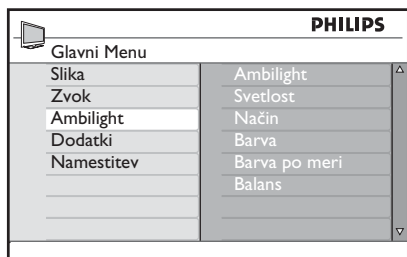 PHILIPS
Glavni Menu
Slika
Zvok
Ambilight
Dodatki
Namestitev
Ambilight
Svetlost
Način
Barva
Barva po meri
Balans